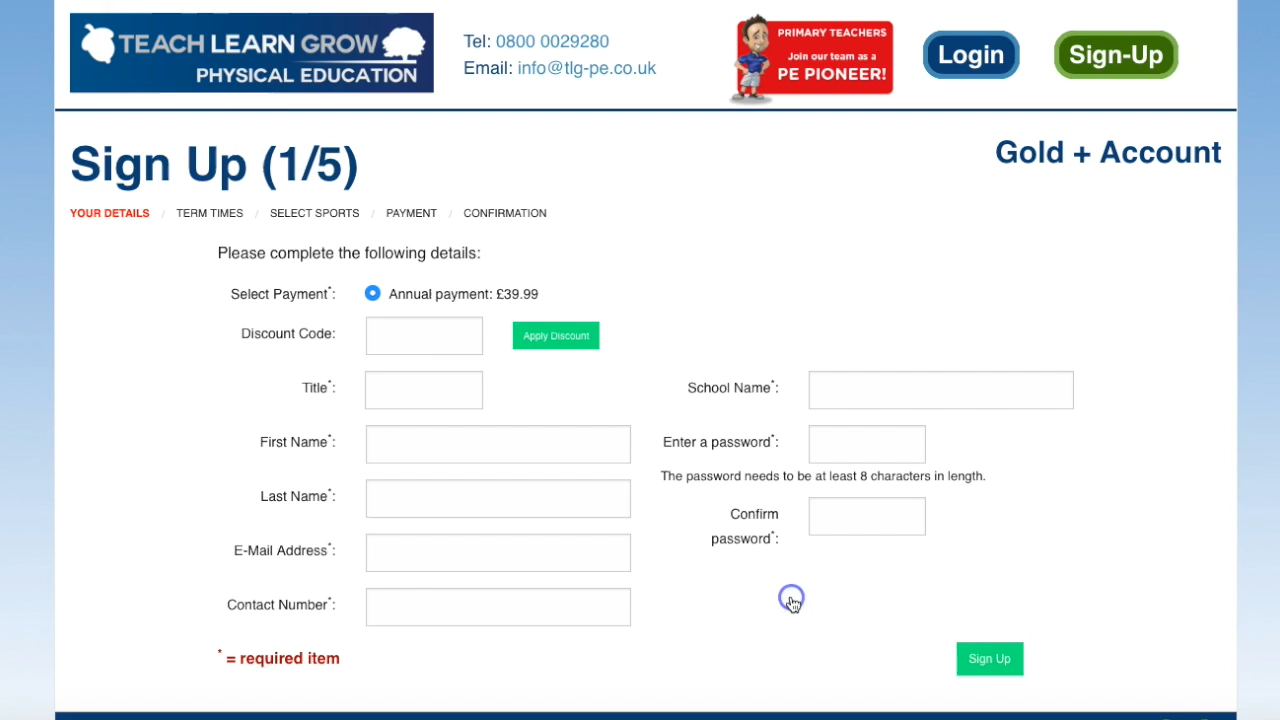 TEACH LEARN GROW
PHYSICAL EDUCATION
Tel: 0800 0029280
Email: info@tlg-pe.co.uk
PRIMARY TEACHERS
Join our team as a
PE PIONEER!
Login
Sign-Up
Sign Up (1/5)
Gold + Account
YOUR DETAILS / TERM TIMES / SELECT SPORTS / PAYMENT / CONFIRMATION
Please complete the following details:
Select Payment*: Annual payment: £39.99
Discount Code: Apply Discount
Title*:
School Name*:
First Name*:
Enter a password*:
The password needs to be at least 8 characters in length.
Last Name*:
Confirm
password*:
E-Mail Address*:
Contact Number*:
* = required item
Sign Up